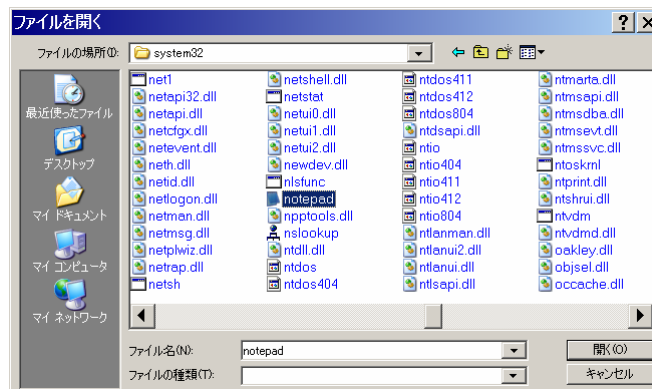 ファイルを開く
ファイルの場所(I):
system32
最近使ったファイル
デスクトップ
マイ ドキュメント
マイ コンピュータ
マイ ネットワーク
net1
netapi32.dll
netapi.dll
netcfgx.dll
netevent.dll
neth.dll
netid.dll
netlogon.dll
netman.dll
netmsg.dll
netplwiz.dll
netrap.dll
netsh
netshell.dll
netstat
netui0.dll
netui1.dll
netui2.dll
newdev.dll
nlsfunc
notepad
npptools.dll
nslookup
ntdll.dll
ntdos
ntdos404
ntdos411
ntdos412
ntdos804
ntdsapi.dll
ntio
ntio404
ntio411
ntio412
ntio804
ntlanman.dll
ntlanui2.dll
ntlanui.dll
ntlsapi.dll
ntmarta.dll
ntmsapi.dll
ntmsdba.dll
ntmsevt.dll
ntmssvc.dll
ntoskrnl
ntprint.dll
ntshrui.dll
ntvdm
ntvdmd.dll
oakley.dll
objsel.dll
occache.dll
ファイル名(N):
notepad
開く(O)
ファイルの種類(T):
キャンセル